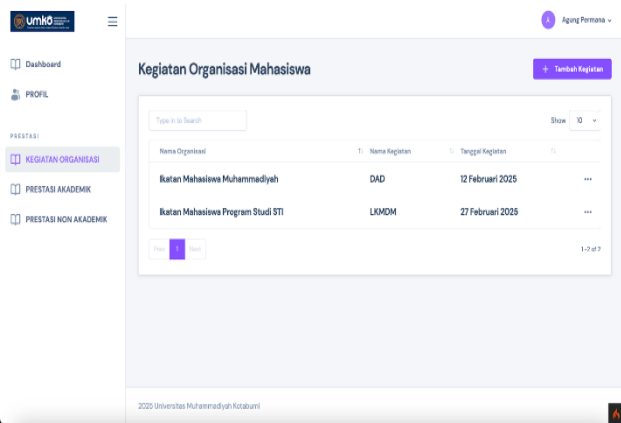 umkō
Agung Permana
Dashboard
PROFIL
PRESTASI
KEGIATAN ORGANISASI
PRESTASI AKADEMIK
PRESTASI NON AKADEMIK
Kegiatan Organisasi Mahasiswa
+ Tambah Kegiatan
Type in to Search
Show 10
Nama Organisasi Nama Kegiatan Tanggal Kegiatan
Ikatan Mahasiswa Muhammadiyah DAD 12 Februari 2025 ...
Ikatan Mahasiswa Program Studi STI LKMDM 27 Februari 2025 ...
Prev 1 Next
1-2 of 2
2025 Universitas Muhammadiyah Kotabumi